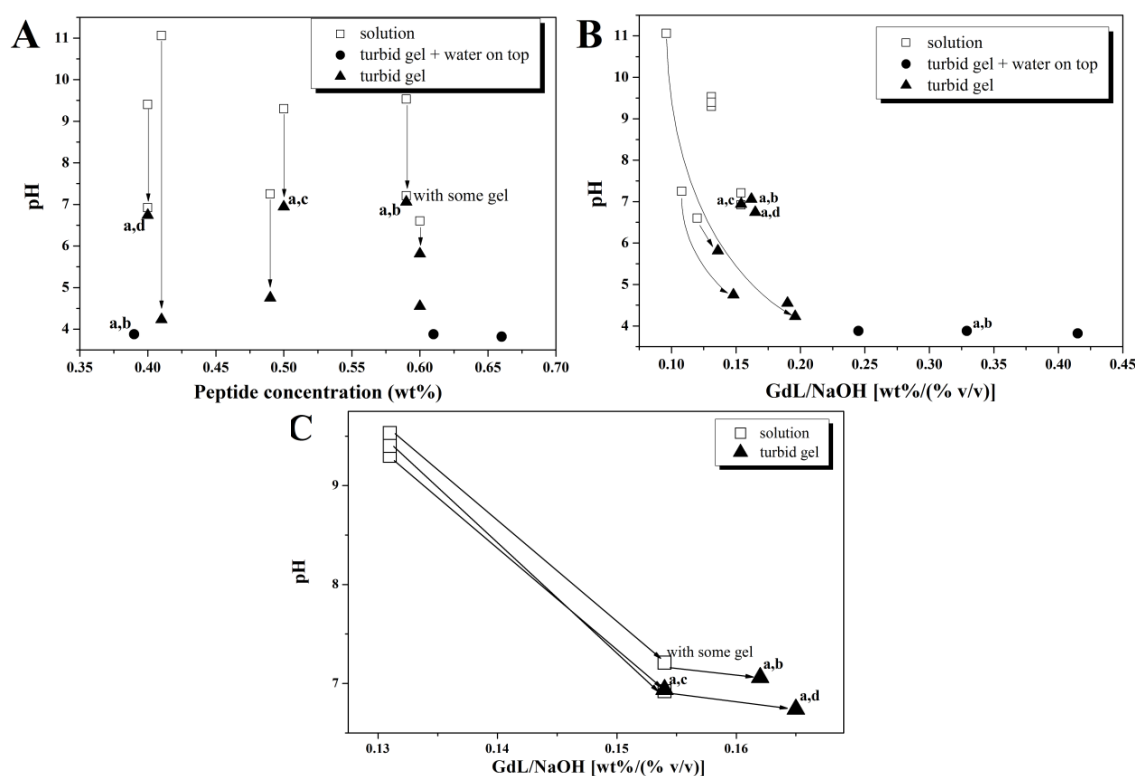 A
solution
turbid gel + water on top
turbid gel
11
10
9
8
7
6
5
4
pH
with some gel
a,d
a,c
a,b
a,b
0.35 0.40 0.45 0.50 0.55 0.60 0.65 0.70
Peptide concentration (wt%)
B
solution
turbid gel + water on top
turbid gel
11
10
9
8
7
6
5
4
pH
a,c
a,b
a,d
a,b
0.10 0.15 0.20 0.25 0.30 0.35 0.40 0.45
GdL/NaOH [wt%/(% v/v)]
C
solution
turbid gel
9
8
7
pH
with some gel
a,c
a,b
a,d
0.13 0.14 0.15 0.16
GdL/NaOH [wt%/(% v/v)]